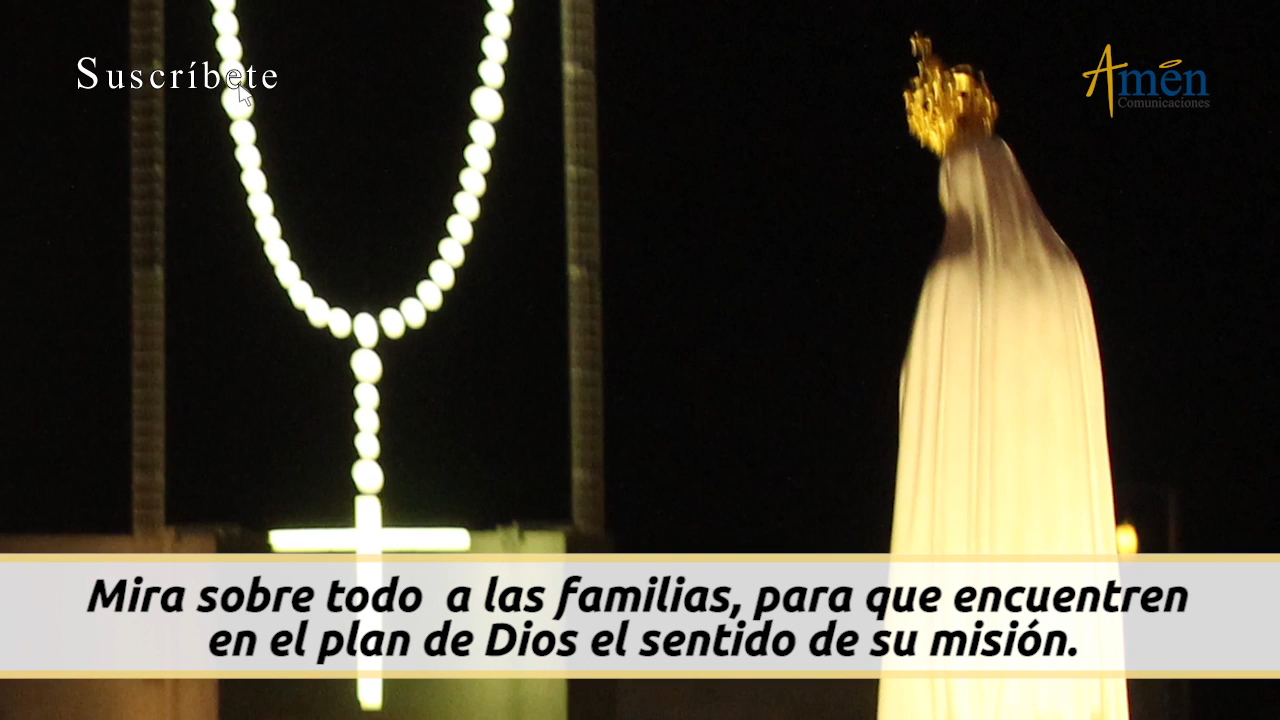 Suscríbete
Amén
Comunicaciones
Mira sobre todo  a las familias, para que encuentren
en el plan de Dios el sentido de su misión.